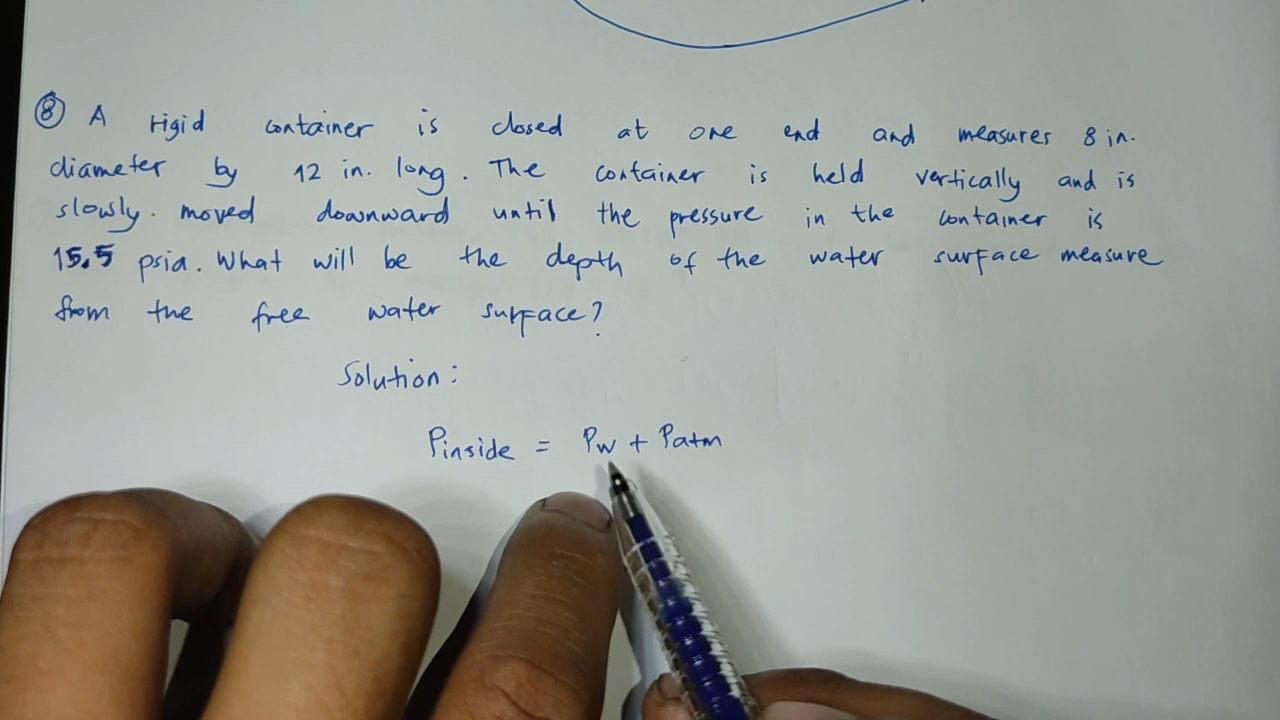 ⑧ A rigid container is closed at one end and measures 8 in.
diameter by 12 in. long. The container is held vertically and is
slowly. moved downward until the pressure in the container is
15.5 psia. What will be the depth of the water surface measure
from the free water surface?
Solution:
Pinside = Pw + Patm